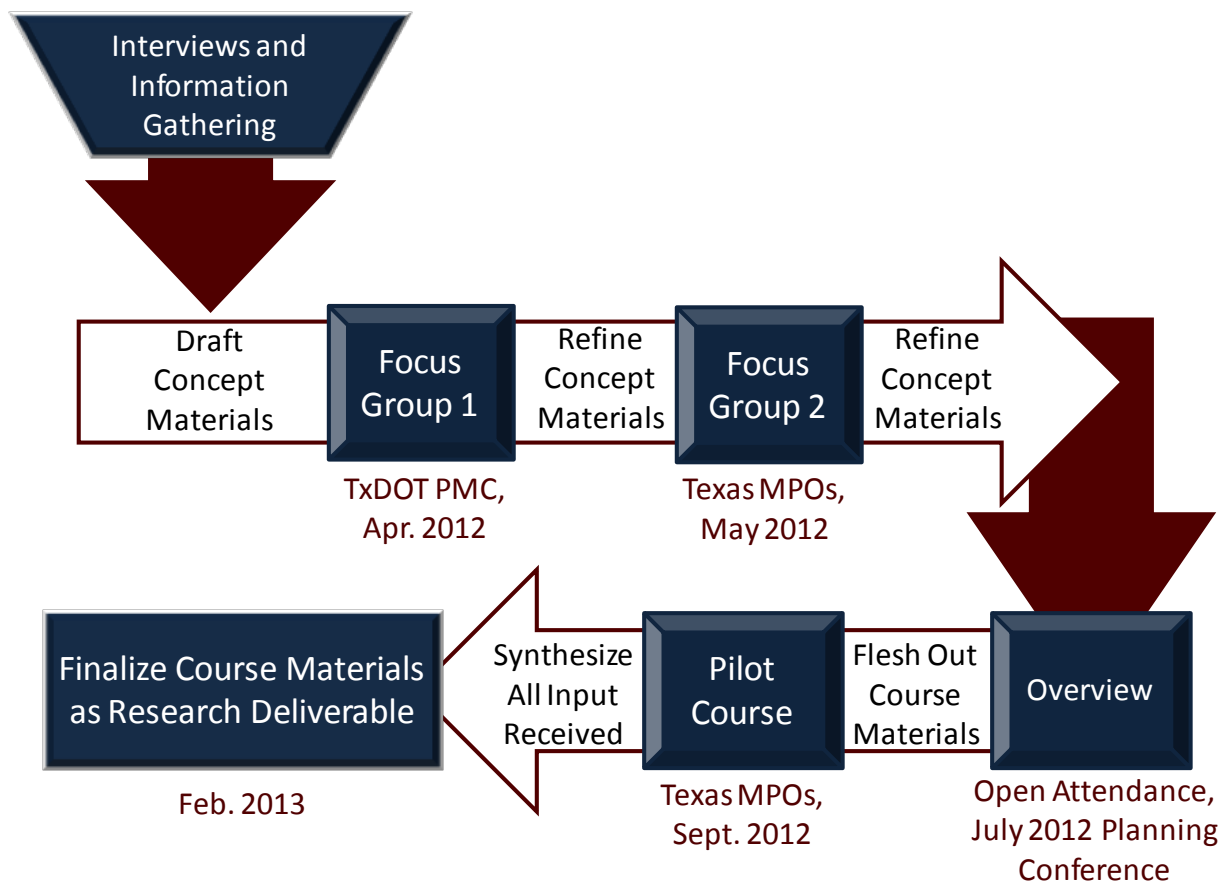 Interviews and
Information
Gathering
Draft
Concept
Materials
Focus
Group 1
Refine
Concept
Materials
Focus
Group 2
Refine
Concept
Materials
TxDOT PMC,
Apr. 2012
Texas MPOs,
May 2012
Finalize Course Materials
as Research Deliverable
Synthesize
All Input
Received
Pilot
Course
Flesh Out
Course
Materials
Overview
Feb. 2013
Texas MPOs,
Sept. 2012
Open Attendance,
July 2012 Planning
Conference